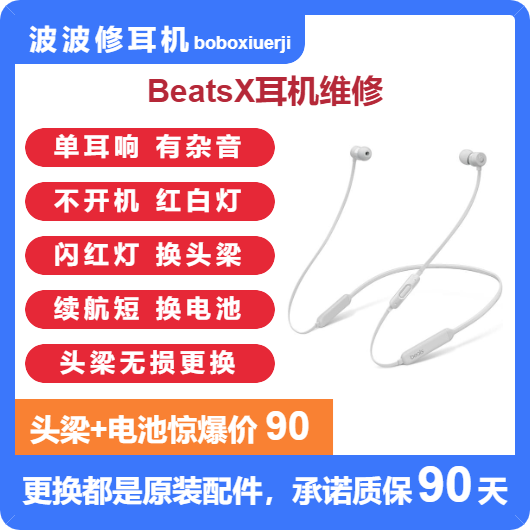 波波修耳机 boboxiuerji
BeatsX耳机维修
单耳响 有杂音
不开机 红白灯
闪红灯 换头梁
续航短 换电池
头梁无损更换
头梁+电池惊爆价 90
更换都是原装配件，承诺质保 90 天